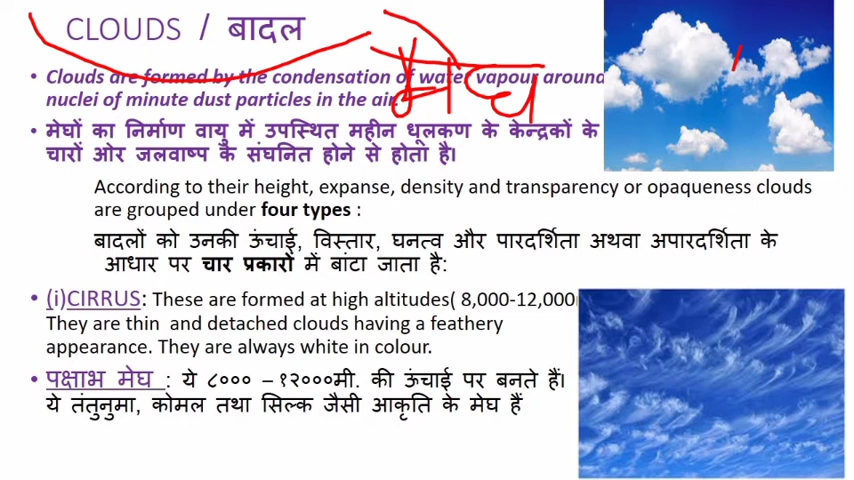 CLOUDS / बादल
मेघ
• Clouds are formed by the condensation of water vapour around
nuclei of minute dust particles in the air.
• मेघों का निर्माण वायु में उपस्थित महीन धूलकण के केन्द्रकों के
चारों ओर जलवाष्प के संघनित होने से होता है।
According to their height, expanse, density and transparency or opaqueness clouds
are grouped under four types :
बादलों को उनकी ऊंचाई, विस्तार, घनत्व और पारदर्शिता अथवा अपारदर्शिता के
आधार पर चार प्रकारों में बांटा जाता है:
• (i)CIRRUS: These are formed at high altitudes( 8,000-12,000
They are thin and detached clouds having a feathery
appearance. They are always white in colour.
• पक्षाभ मेघ : ये ८००० –१२०००मी. की ऊंचाई पर बनते हैं।
ये तंतुनुमा, कोमल तथा सिल्क जैसी आकृति के मेघ हैं